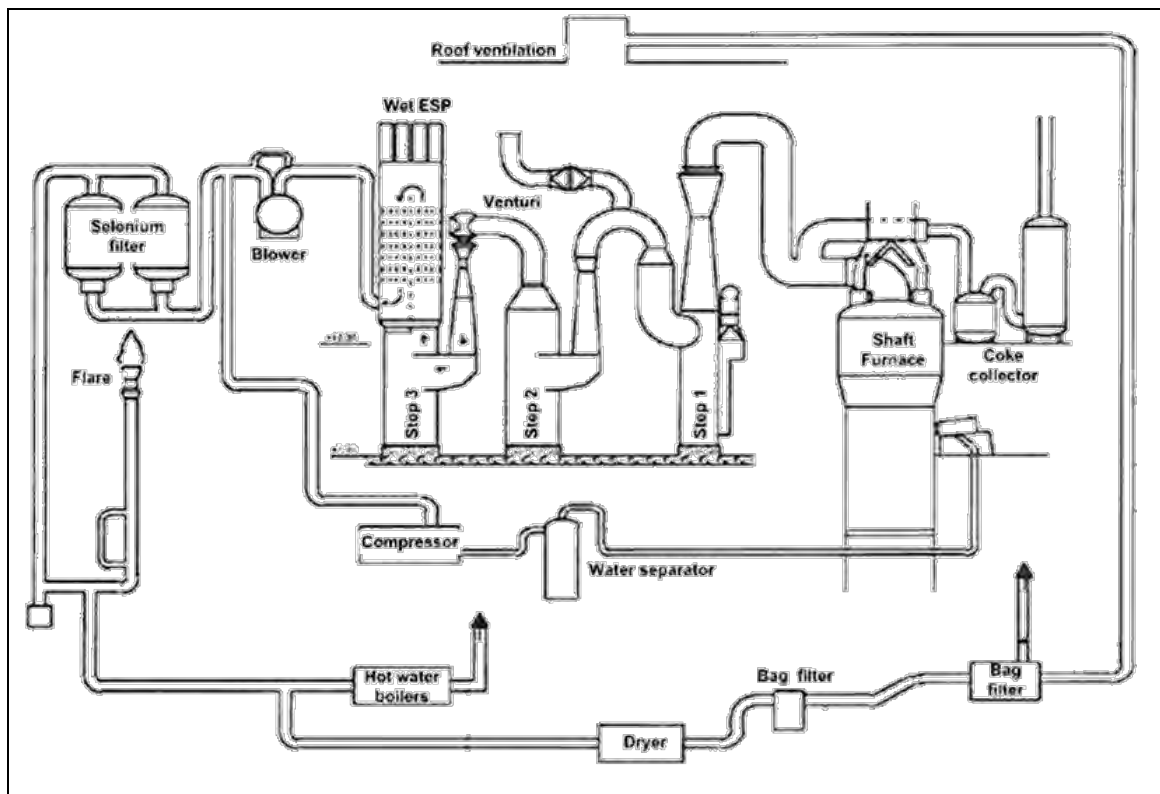 Roof ventilation
Wet ESP
Venturi
Selenium
filter
Blower
Flare
Shaft
Furnace
Coke
collector
Step 3
Step 2
Step 1
Compressor
Water separator
Hot water
boilers
Bag filter
Bag
filter
Dryer